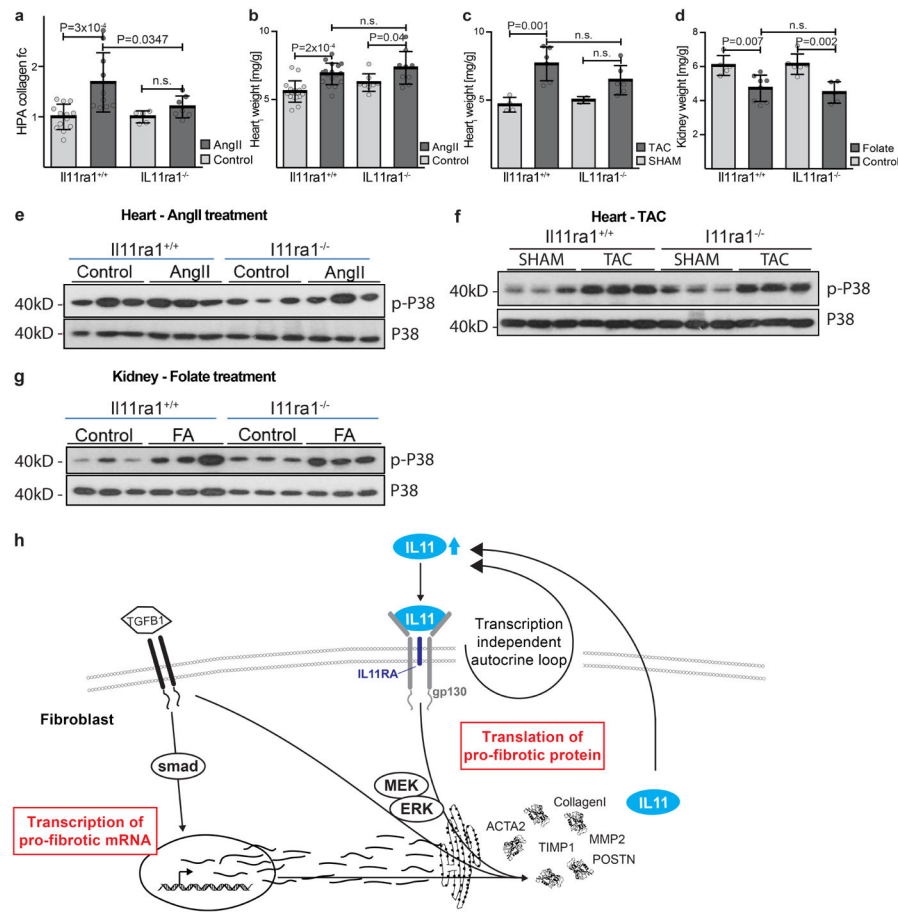 a
P=3x10⁻⁴
P=0.0347
n.s.
HPA collagen fc
3
2
1
AngII
Control
Il11ra1⁺/⁺
IL11ra1⁻/⁻
b
n.s.
P=2x10⁻⁴
P=0.04
Heart weight [mg/g]
10
5
0
AngII
Control
Il11ra1⁺/⁺
IL11ra1⁻/⁻
c
n.s.
P=0.001
n.s.
Heart weight [mg/g]
10
5
0
TAC
SHAM
Il11ra1⁺/⁺
IL11ra1⁻/⁻
d
n.s.
P=0.007
P=0.002
Kidney weight [mg/g]
8
6
4
2
0
Folate
Control
Il11ra1⁺/⁺
IL11ra1⁻/⁻
e
Heart - AngII treatment
Il11ra1⁺/⁺
I11ra1⁻/⁻
Control
AngII
Control
AngII
40kD -
p-P38
40kD -
P38
f
Heart - TAC
Il11ra1⁺/⁺
I11ra1⁻/⁻
SHAM
TAC
SHAM
TAC
40kD -
p-P38
40kD -
P38
g
Kidney - Folate treatment
Il11ra1⁺/⁺
I11ra1⁻/⁻
Control
FA
Control
FA
40kD -
p-P38
40kD -
P38
h
IL11
IL11
TGFB1
Transcription
independent
autocrine loop
IL11RA
gp130
Fibroblast
Translation of
pro-fibrotic protein
smad
MEK
ERK
IL11
CollagenI
ACTA2
MMP2
TIMP1
POSTN
Transcription of
pro-fibrotic mRNA